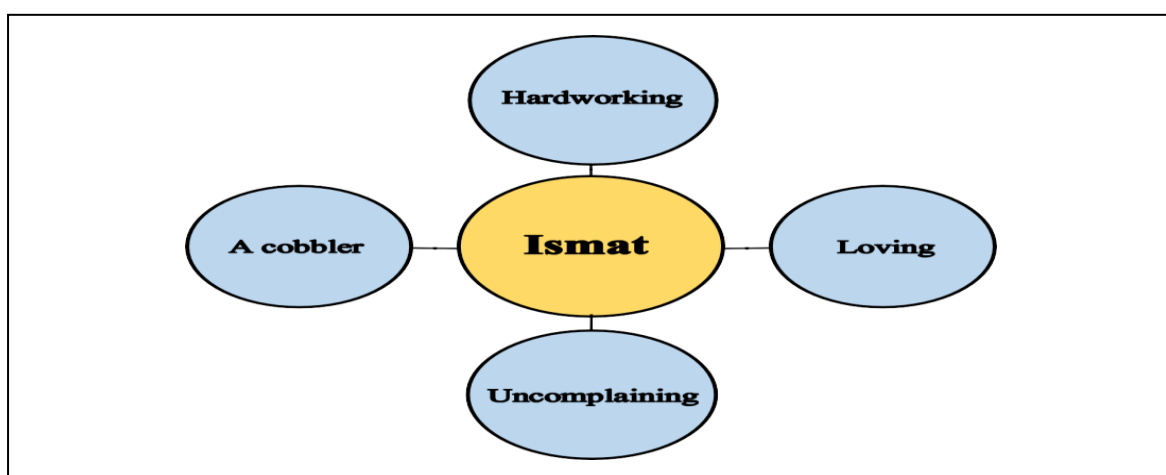 Hardworking
A cobbler
Ismat
Loving
Uncomplaining